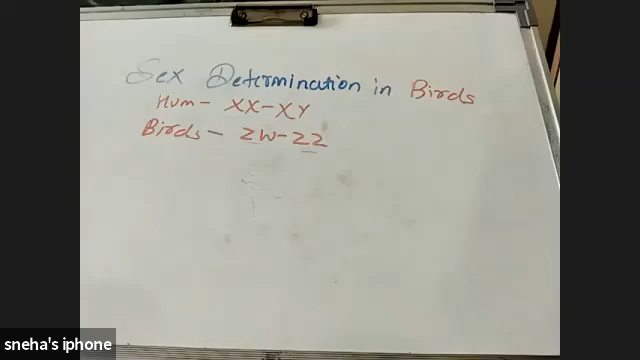 Sex Determination in Birds
Hum - XX-XY
Birds - ZW-ZZ
sneha's iphone